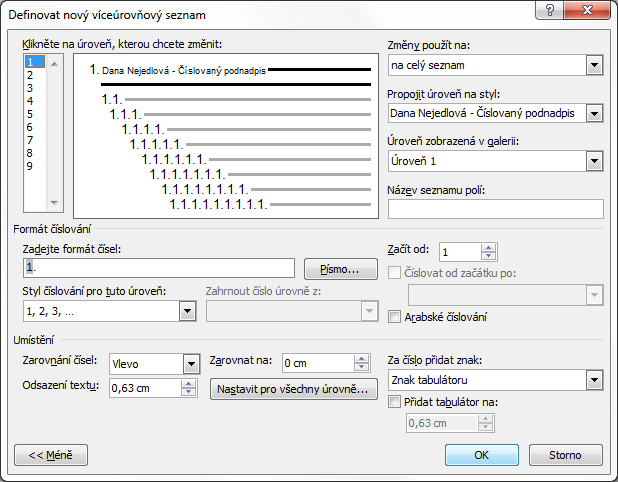 Definovat nový víceúrovňový seznam
Klikněte na úroveň, kterou chcete změnit:
1
2
3
4
5
6
7
8
9
1. Dana Nejedlová - Číslovaný podnadpis
1.1.
1.1.1.
1.1.1.1.
1.1.1.1.1.
1.1.1.1.1.1.
1.1.1.1.1.1.1.
1.1.1.1.1.1.1.1.
1.1.1.1.1.1.1.1.1.
Změny použít na:
na celý seznam
Propojit úroveň na styl:
Dana Nejedlová - Číslovaný podnadpis
Úroveň zobrazená v galerii:
Úroveň 1
Název seznamu polí:
Formát číslování
Zadejte formát čísel:
1.
Písmo...
Začít od:
1
Číslovat od začátku po:
Styl číslování pro tuto úroveň:
1, 2, 3, ...
Zahrnout číslo úrovně z:
Arabské číslování
Umístění
Zarovnání čísel:
Vlevo
Zarovnat na:
0 cm
Za číslo přidat znak:
Znak tabulátoru
Odsazení textu:
0,63 cm
Nastavit pro všechny úrovně...
Přidat tabulátor na:
0,63 cm
<< Méně
OK
Storno